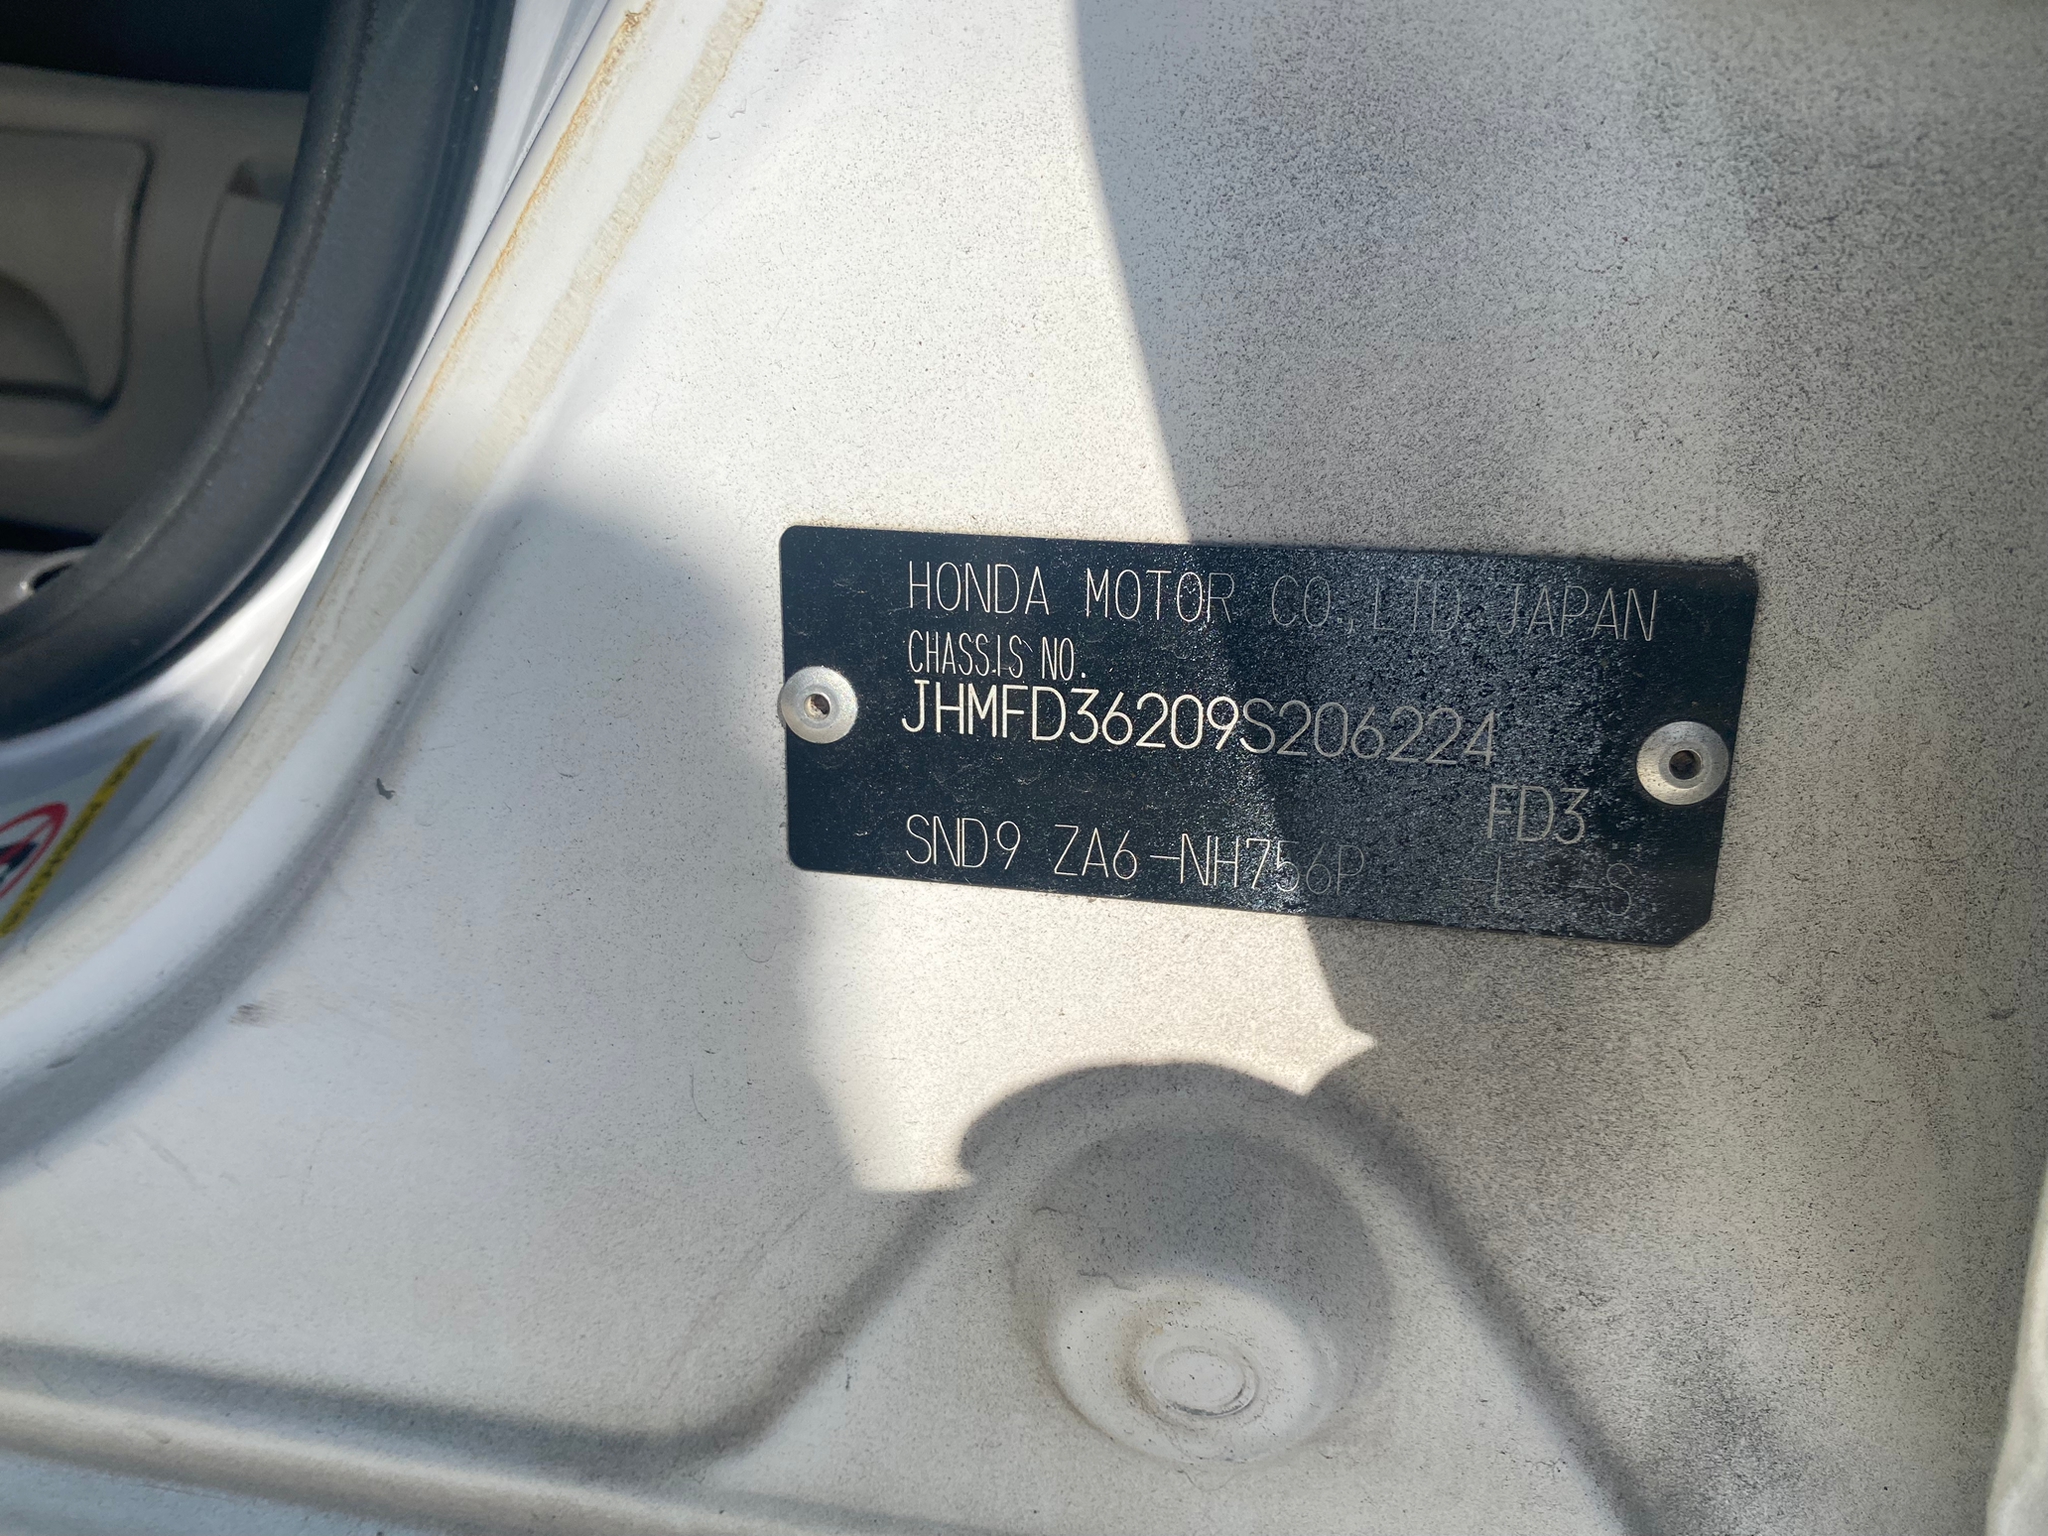 HONDA MOTOR CO.,LTD. JAPAN
CHASSIS NO.
JHMFD36209S206224
FD3
SND9 ZA6-NH756P -L -S